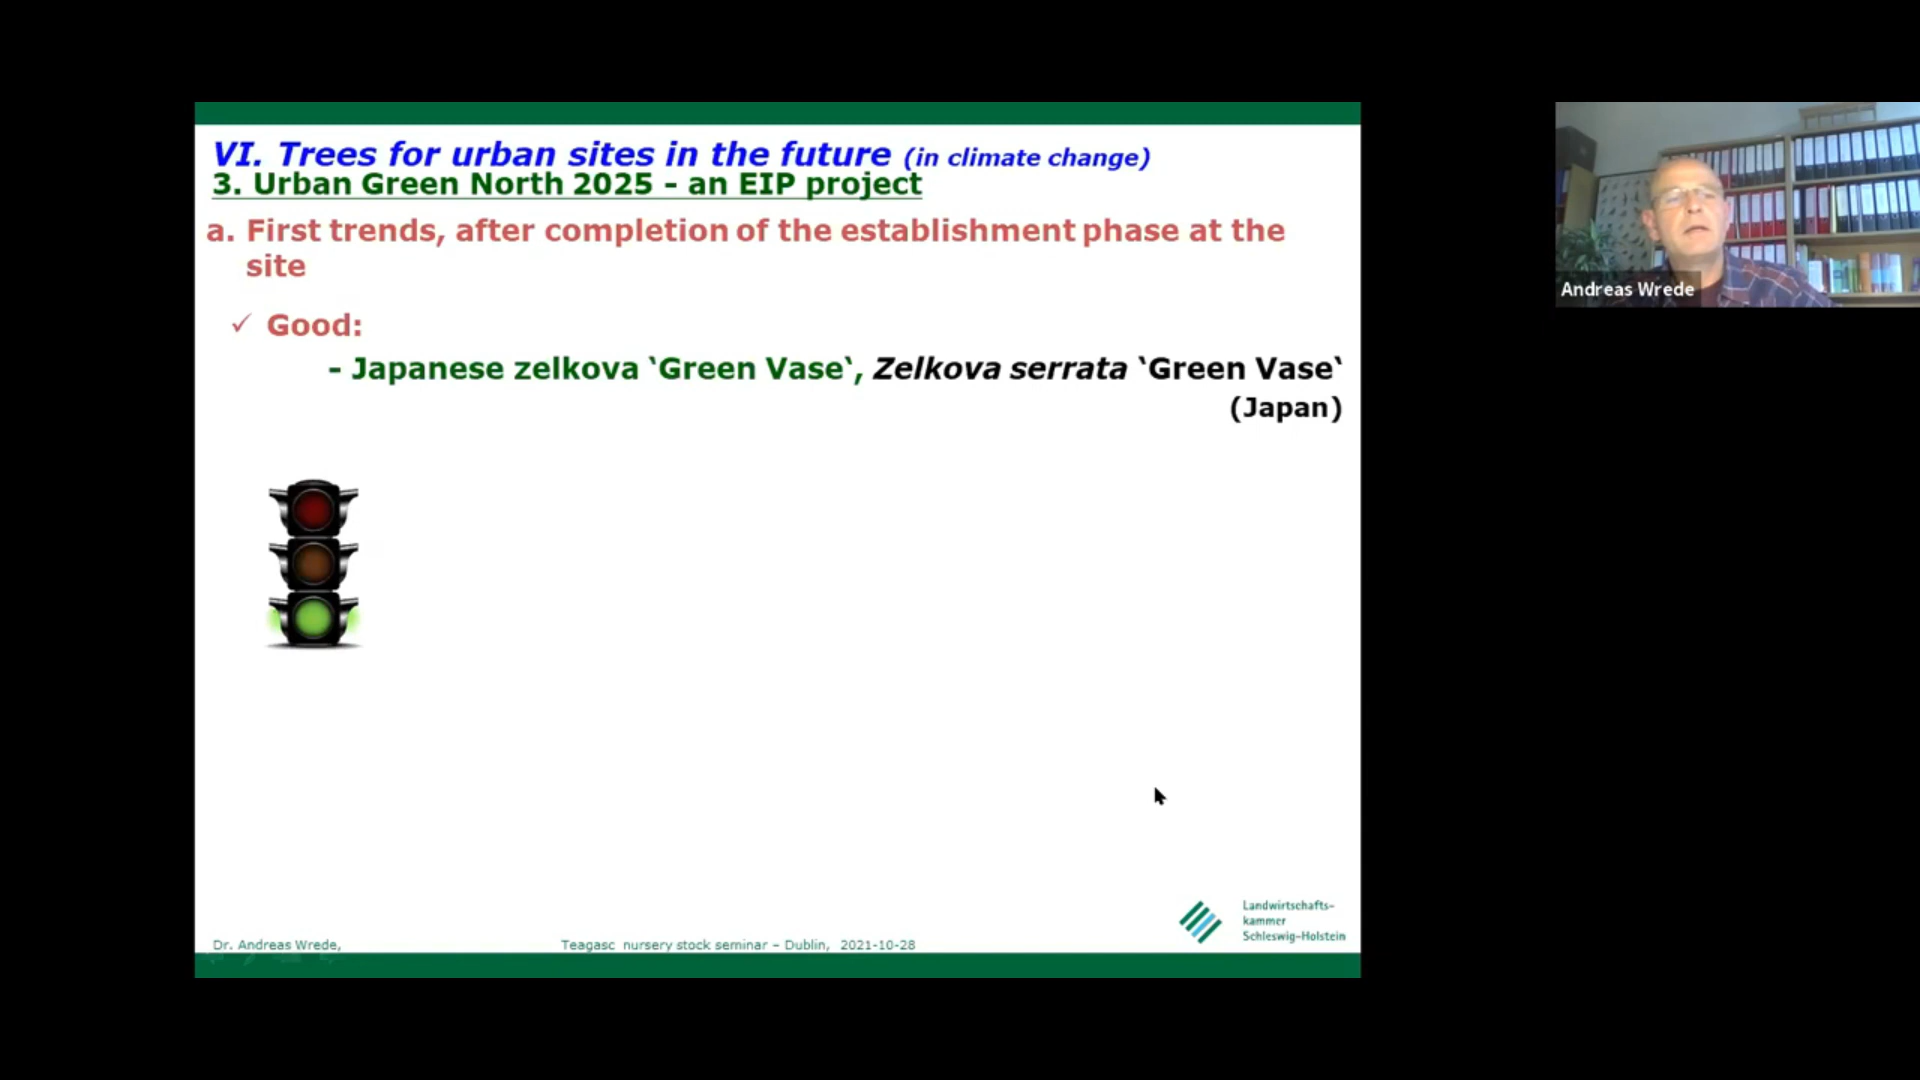 VI. Trees for urban sites in the future (in climate change)
3. Urban Green North 2025 - an EIP project
a. First trends, after completion of the establishment phase at the
site
✓ Good:
- Japanese zelkova ‛Green Vase‛, Zelkova serrata ‛Green Vase‛
(Japan)
Andreas Wrede
Landwirtschafts-
kammer
Schleswig-Holstein
Dr. Andreas Wrede,
Teagasc nursery stock seminar – Dublin, 2021-10-28